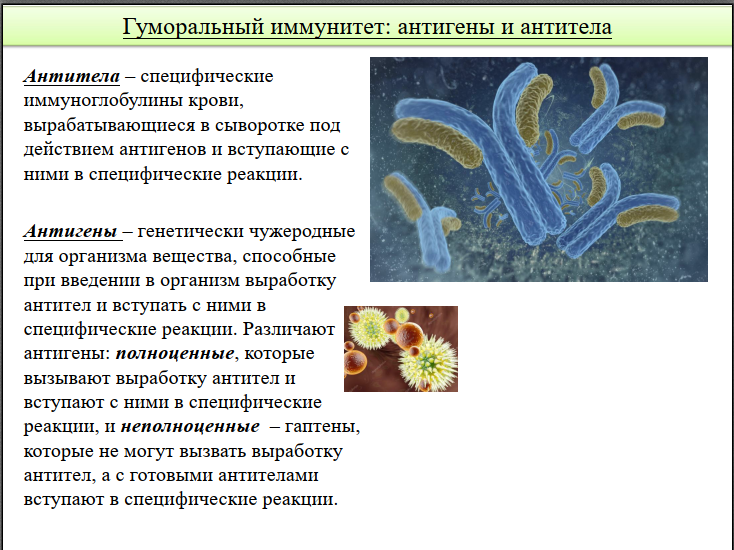 Гуморальный иммунитет: антигены и антитела
Антитела – специфические
иммуноглобулины крови,
вырабатывающиеся в сыворотке под
действием антигенов и вступающие с
ними в специфические реакции.
Антигены – генетически чужеродные
для организма вещества, способные
при введении в организм выработку
антител и вступать с ними в
специфические реакции. Различают
антигены: полноценные, которые
вызывают выработку антител и
вступают с ними в специфические
реакции, и неполноценные – гаптены,
которые не могут вызвать выработку
антител, а с готовыми антителами
вступают в специфические реакции.